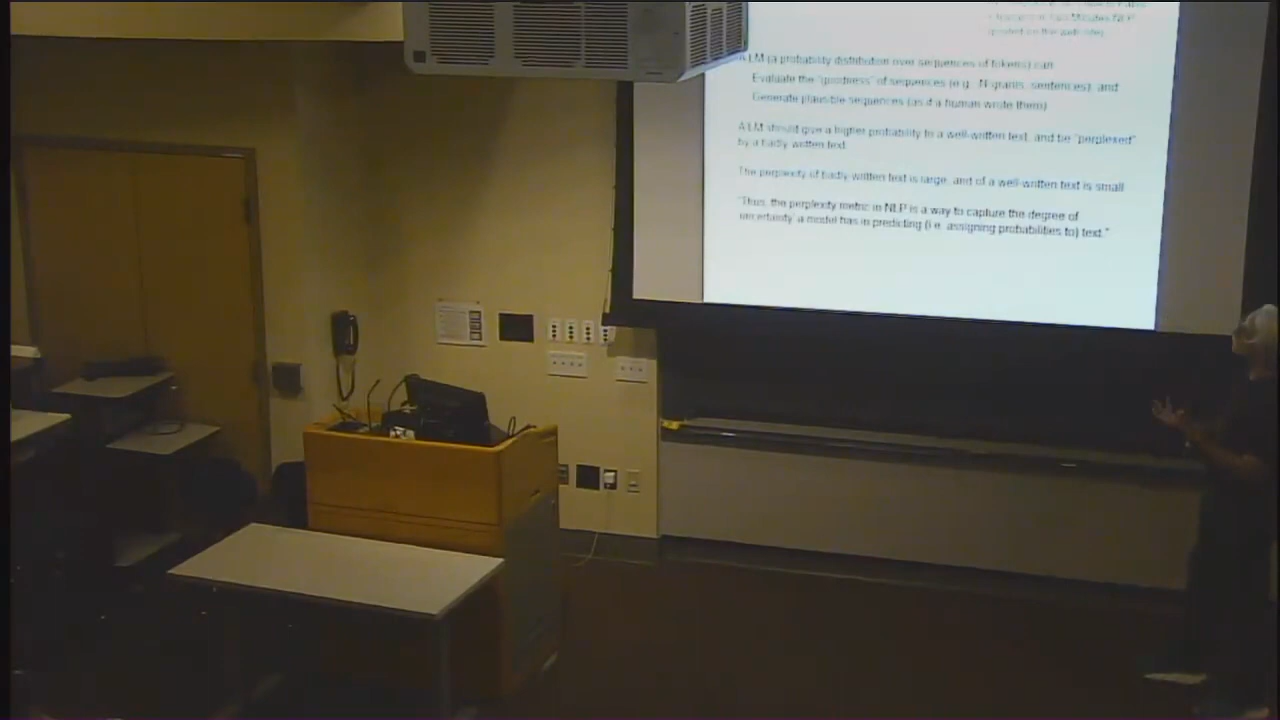 A LM (a probability distribution over sequences of tokens) can
Evaluate the "goodness" of sequences (e.g., N-grams, sentences), and
Generate plausible sequences (as if a human wrote them)
A LM should give a higher probability to a well-written text, and be "perplexed"
by a badly-written text.
The perplexity of badly-written text is large, and of a well-written text is small
"Thus, the perplexity metric in NLP is a way to capture the degree of
'uncertainty' a model has in predicting (i.e. assigning probabilities to) text."